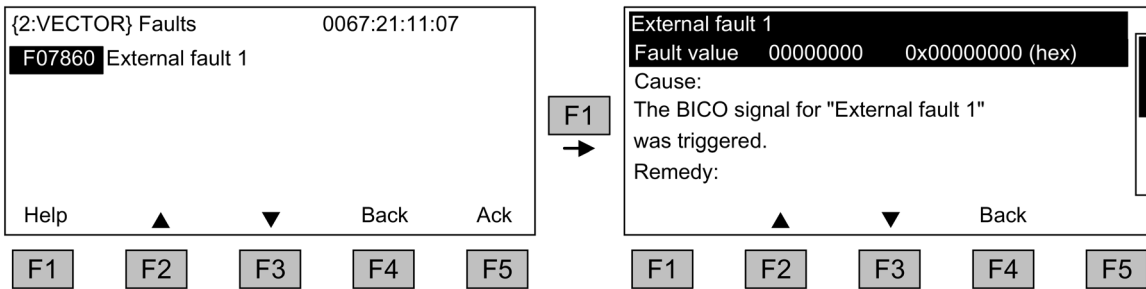 {2:VECTOR} Faults 0067:21:11:07
F07860 External fault 1
Help ▲ ▼ Back Ack
F1 F2 F3 F4 F5
F1
External fault 1
Fault value 00000000 0x00000000 (hex)
Cause:
The BICO signal for "External fault 1"
was triggered.
Remedy:
▲ ▼ Back
F1 F2 F3 F4 F5